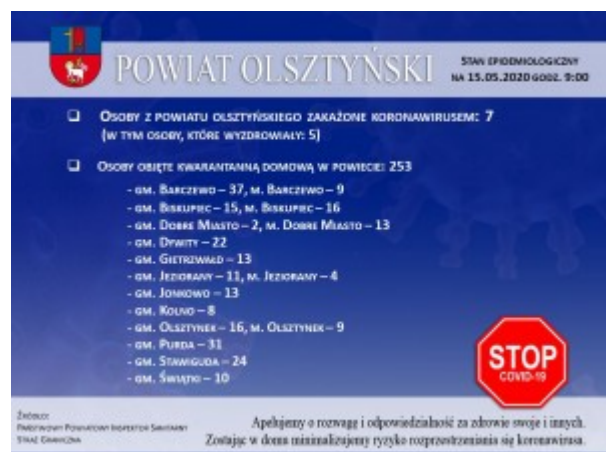 POWIAT OLSZTYŃSKI
STAN EPIDEMIOLOGICZNY
NA 15.05.2020 GODZ. 9:00
OSOBY Z POWIATU OLSZTYŃSKIEGO ZAKAŻONE KORONAWIRUSEM: 7
(W TYM OSOBY, KTÓRE WYZDROWIAŁY: 5)
OSOBY OBJĘTE KWARANTANNĄ DOMOWĄ W POWIECIE: 253
- GM. BARCZEWO – 37, M. BARCZEWO – 9
- GM. BISKUPIEC – 15, M. BISKUPIEC – 16
- GM. DOBRE MIASTO – 2, M. DOBRE MIASTO – 13
- GM. DYWITY – 22
- GM. GIETRZWAŁD – 13
- GM. JEZIORANY – 11, M. JEZIORANY – 4
- GM. JONKOWO – 13
- GM. KOLNO – 8
- GM. OLSZTYNEK – 16, M. OLSZTYNEK – 9
- GM. PURDA – 31
- GM. STAWIGUDA – 24
- GM. ŚWIĄTKI – 10
STOP
COVID-19
ŹRÓDŁO:
PAŃSTWOWY POWIATOWY INSPEKTOR SANITARNY
STRAŻ GRANICZNA
Apelujemy o rozwagę i odpowiedzialność za zdrowie swoje i innych.
Zostając w domu minimalizujemy ryzyko rozprzestrzeniania się koronawirusa.